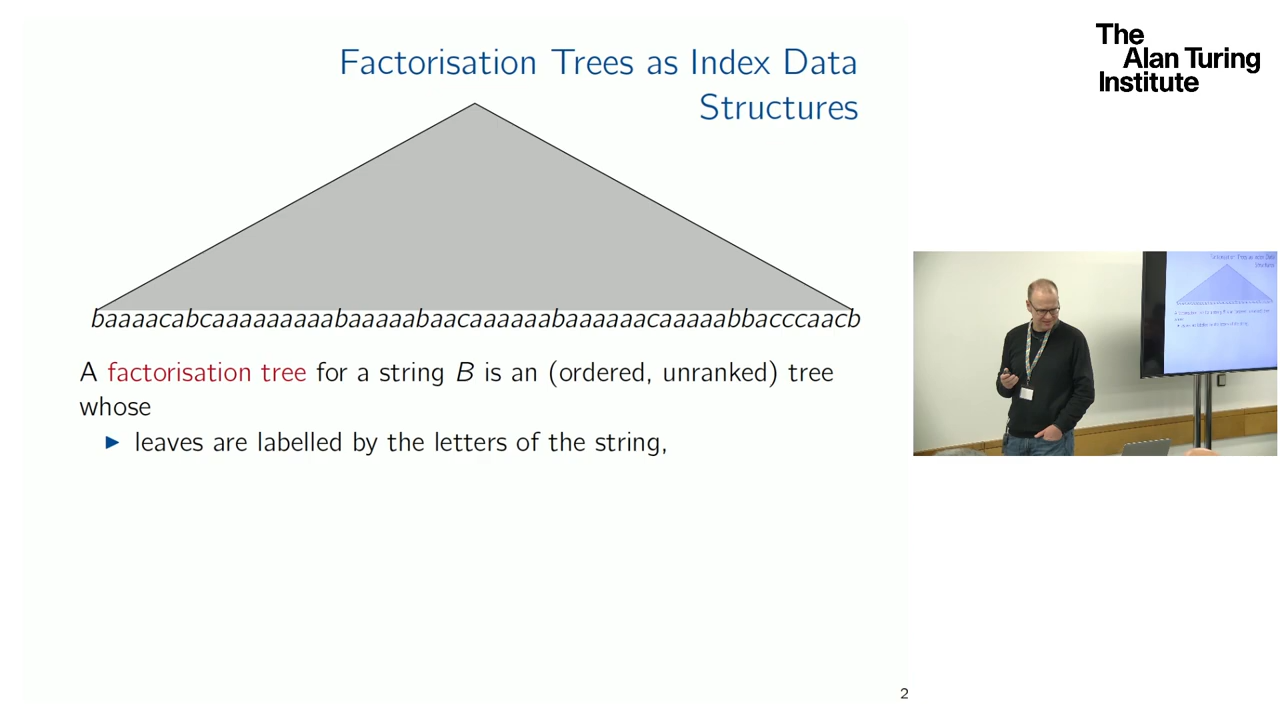 Factorisation Trees as Index Data
Structures
The
Alan Turing
Institute
baaaacabcaaaaaaaaabaaaaabaacaaaaaabaaaaaacaaaaabbacccaacb
A factorisation tree for a string B is an (ordered, unranked) tree
whose
▶ leaves are labelled by the letters of the string,
2